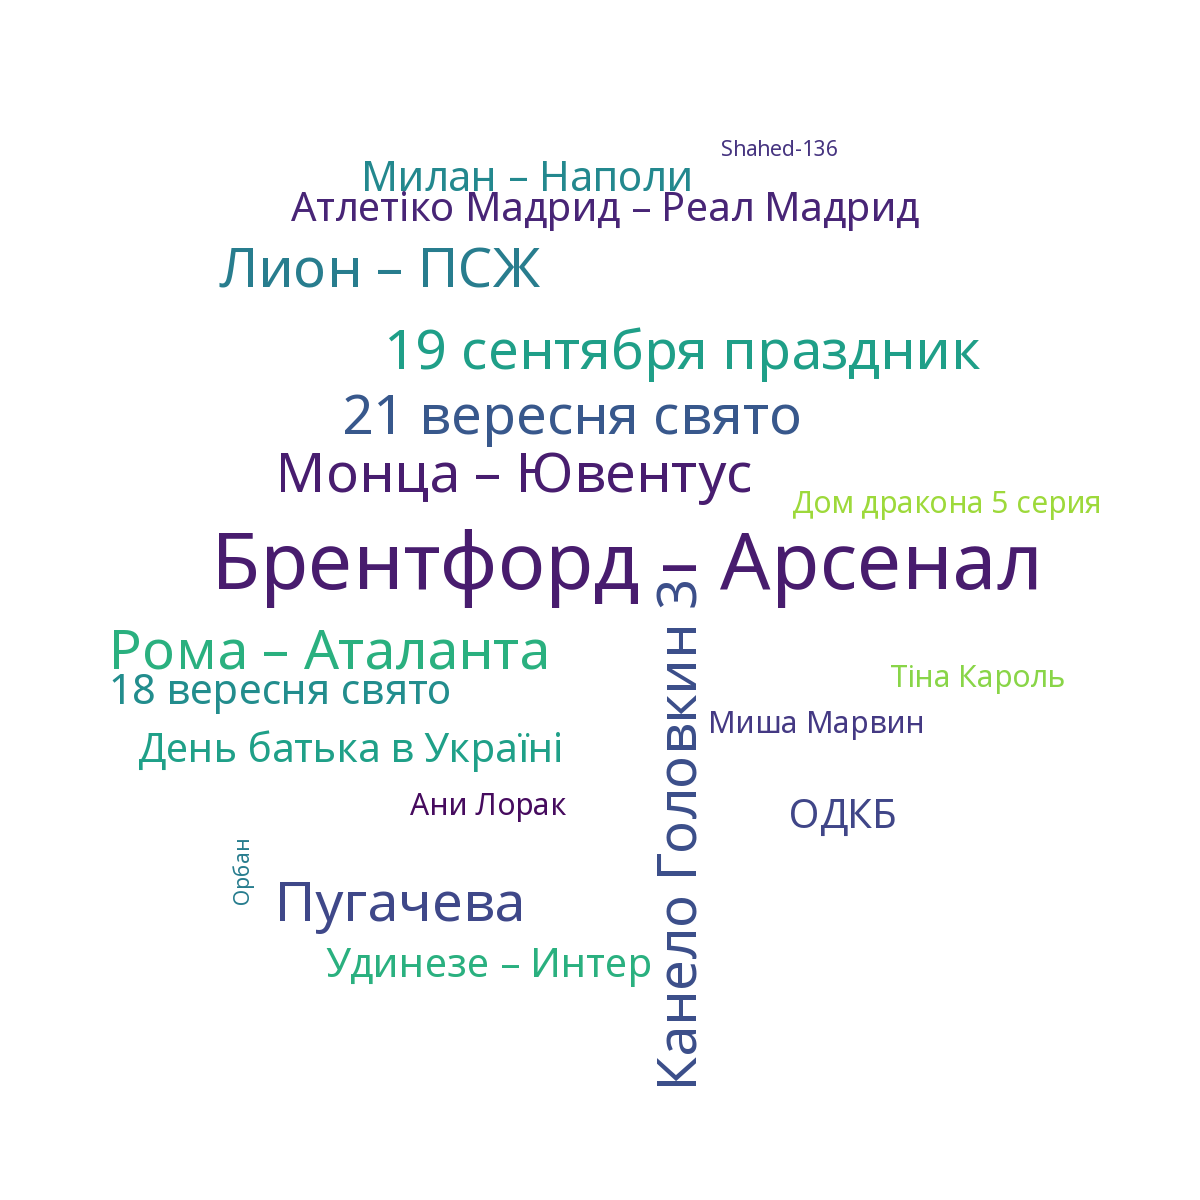 Shahed-136
Милан – Наполи
Атлетіко Мадрид – Реал Мадрид
Лион – ПСЖ
19 сентября праздник
21 вересня свято
Монца – Ювентус
Дом дракона 5 серия
Брентфорд – Арсенал
Канело Головкин 3
Рома – Аталанта
Тіна Кароль
18 вересня свято
Миша Марвин
День батька в Україні
Ани Лорак
ОДКБ
Орбан
Пугачева
Удинезе – Интер